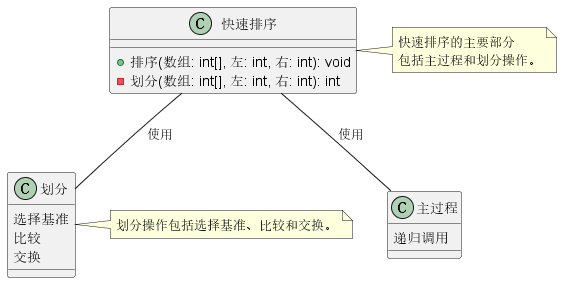 C 快速排序
排序(数组: int[], 左: int, 右: int): void
划分(数组: int[], 左: int, 右: int): int
快速排序的主要部分
包括主过程和划分操作。
使用
使用
C 划分
选择基准
比较
交换
划分操作包括选择基准、比较和交换。
C 主过程
递归调用